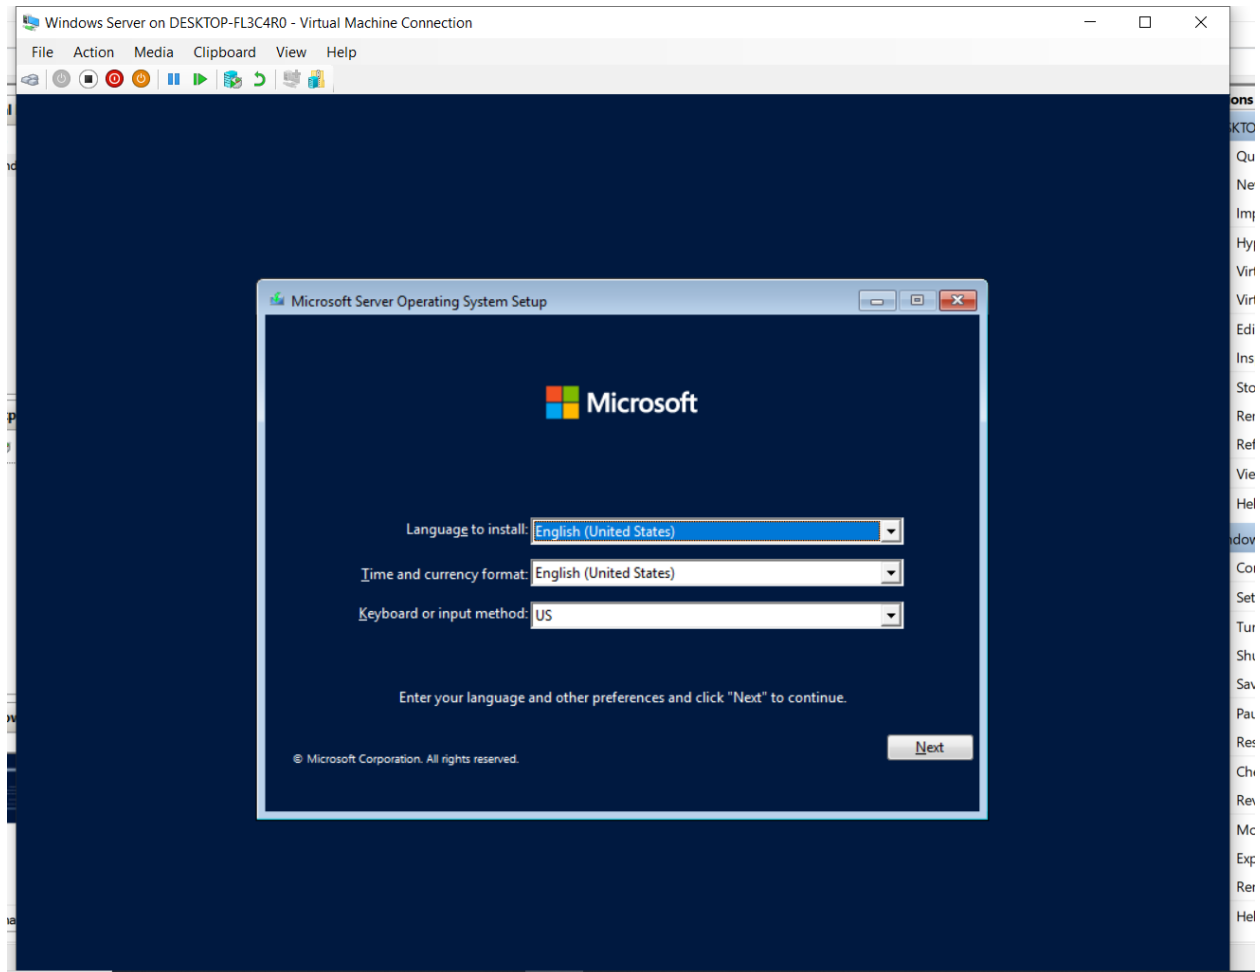 Windows Server on DESKTOP-FL3C4R0 - Virtual Machine Connection
File Action Media Clipboard View Help
Microsoft Server Operating System Setup
Microsoft
Language to install: English (United States)
Time and currency format: English (United States)
Keyboard or input method: US
Enter your language and other preferences and click "Next" to continue.
Next
© Microsoft Corporation. All rights reserved.